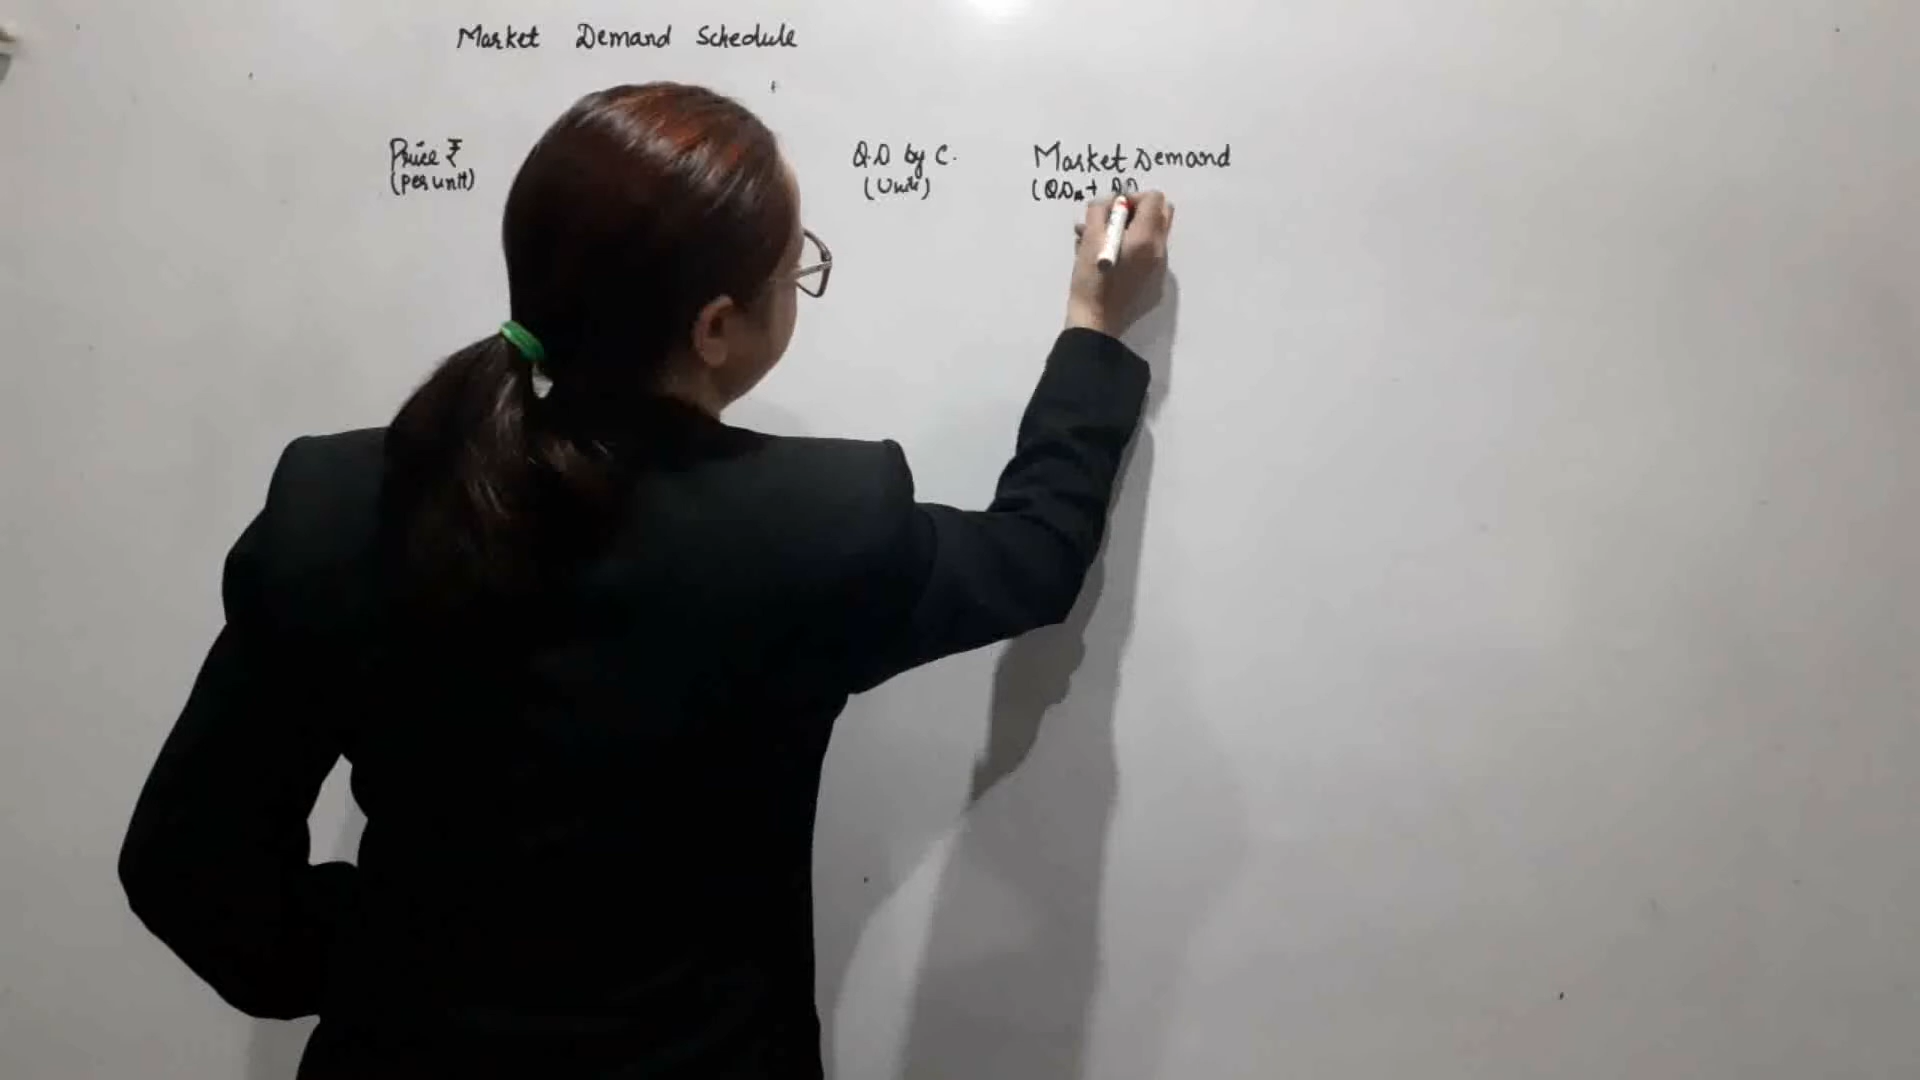 Market Demand Schedule
Price ₹
(per unit)
Q.D by C.
(Unit)
Market Demand
(QDA + QD